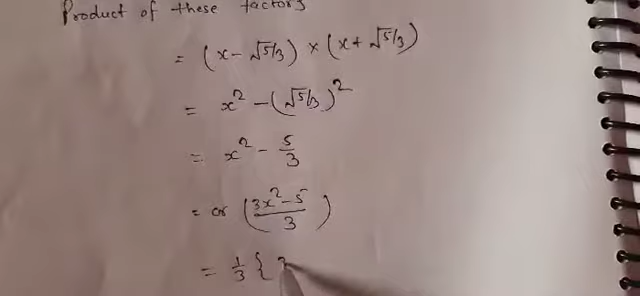 Product of these factors
= (x - √5/3) × (x + √5/3)
= x² - (√5/3)²
= x² - 5/3
= or (3x² - 5 / 3)
= 1/3 {